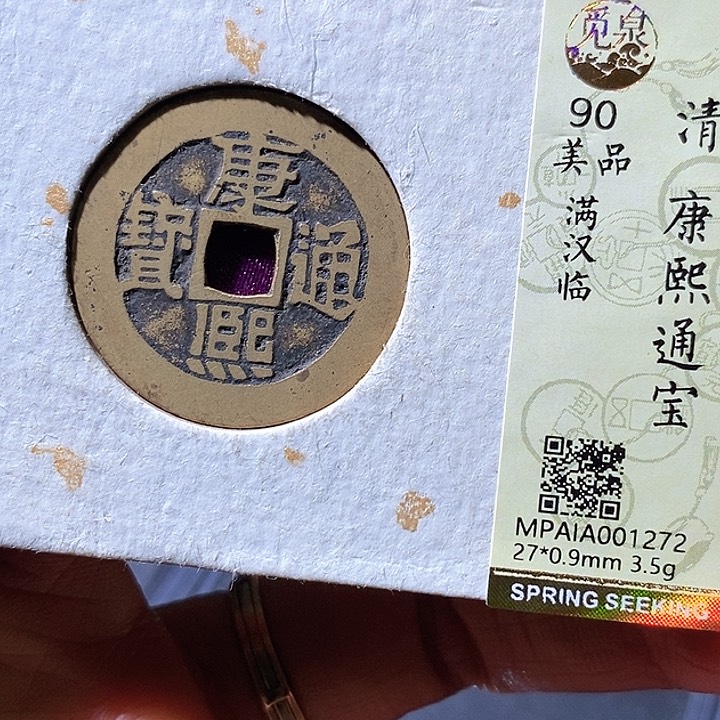 康熙通寶
觅泉
90
美品
满汉临
清
康熙通宝
MPAIA001272
27*0.9mm 3.5g
SPRING SEEKING